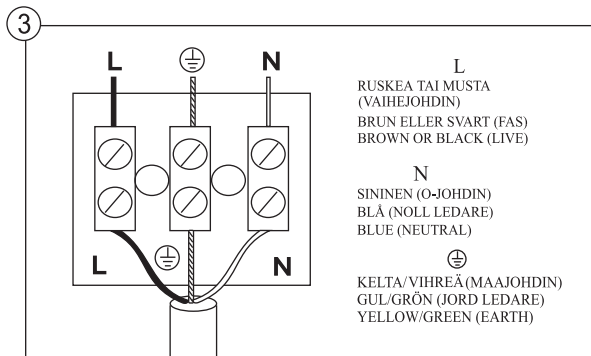 3
L
⏚
N
L
⏚
N
L
RUSKEA TAI MUSTA
(VAIHEJOHDIN)
BRUN ELLER SVART (FAS)
BROWN OR BLACK (LIVE)
N
SININEN (O-JOHDIN)
BLÅ (NOLL LEDARE)
BLUE (NEUTRAL)
⏚
KELTA/VIHREÄ (MAAJOHDIN)
GUL/GRÖN (JORD LEDARE)
YELLOW/GREEN (EARTH)